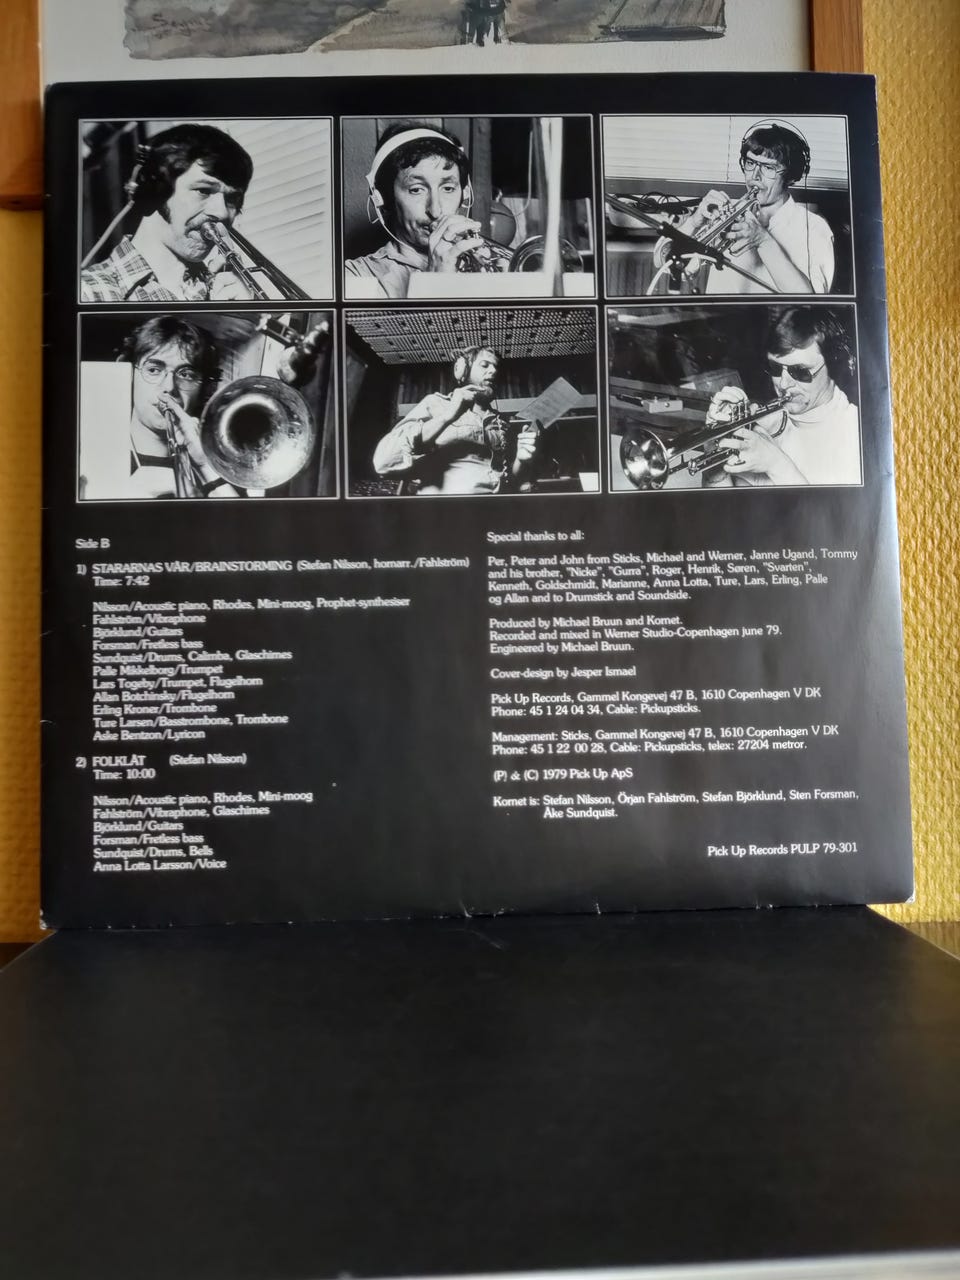 Side B
1) STARARNAS VÅR/BRAINSTORMING (Stefan Nilsson, hornarr./Fahlström)
Time: 7:42
Nilsson/Acoustic piano, Rhodes, Mini-moog, Prophet-synthesiser
Fahlström/Vibraphone
Björklund/Guitars
Forsman/Fretless bass
Sundquist/Drums, Calimba, Glaschimes
Palle Mikkelborg/Trumpet
Lars Togeby/Trumpet, Flugelhorn
Allan Botchinsky/Flugelhorn
Erling Kroner/Trombone
Ture Larsen/Basstrombone, Trombone
Aske Bentzon/Lyricon
2) FOLKLÅT (Stefan Nilsson)
Time: 10:00
Nilsson/Acoustic piano, Rhodes, Mini-moog
Fahlström/Vibraphone, Glaschimes
Björklund/Guitars
Forsman/Fretless bass
Sundquist/Drums, Bells
Anna Lotta Larsson/Voice
Special thanks to all:
Per, Peter and John from Sticks, Michael and Werner, Janne Ugand, Tommy
and his brother, "Nicke", "Gurra", Roger, Henrik, Søren, "Svarten",
Kenneth, Goldschmidt, Marianne, Anna Lotta, Ture, Lars, Erling, Palle
og Allan and to Drumstick and Soundside.
Produced by Michael Bruun and Kornet.
Recorded and mixed in Werner Studio-Copenhagen june 79.
Engineered by Michael Bruun.
Cover-design by Jesper Ismael
Pick Up Records, Gammel Kongevej 47 B, 1610 Copenhagen V DK
Phone: 45 1 24 04 34, Cable: Pickupsticks.
Management: Sticks, Gammel Kongevej 47 B, 1610 Copenhagen V DK
Phone: 45 1 22 00 28, Cable: Pickupsticks, telex: 27204 metror.
(P) & (C) 1979 Pick Up ApS
Kornet is: Stefan Nilsson, Örjan Fahlström, Stefan Björklund, Sten Forsman,
Åke Sundquist.
Pick Up Records PULP 79-301